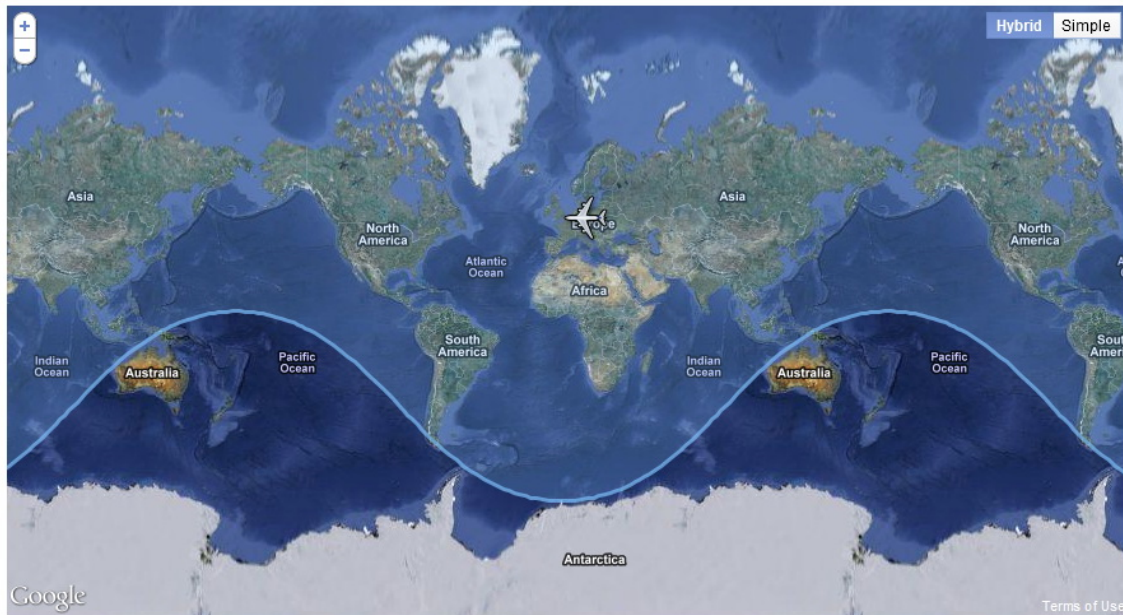 +
−
Hybrid Simple
Asia
North
America
Atlantic
Ocean
Africa
Asia
North
America
Indian
Ocean
Australia
Pacific
Ocean
South
America
Indian
Ocean
Australia
Pacific
Ocean
South
Antarctica
Google
Terms of Use